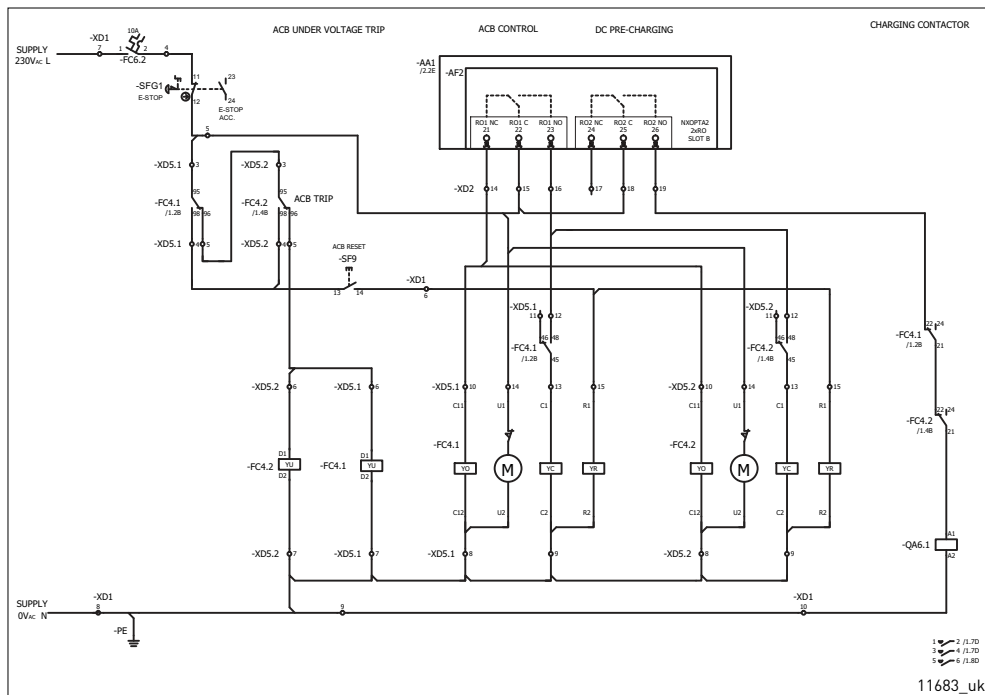 ACB UNDER VOLTAGE TRIP
ACB CONTROL
DC PRE-CHARGING
CHARGING CONTACTOR
SUPPLY
230VAC L
-XD1
7
10A
1
2
-FC6.2
4
-SFG1
E-STOP
11
12
23
24
E-STOP
ACC.
5
-AA1
/2.2E
-AF2
RO1 NC
21
RO1 C
22
RO1 NO
23
RO2 NC
24
RO2 C
25
RO2 NO
26
NXOPTA2
2xRO
SLOT B
-XD2
14
15
16
17
18
19
-XD5.1
3
-XD5.2
3
95
-FC4.1
/1.2B
98
96
95
-FC4.2
/1.4B
98
96
ACB TRIP
-XD5.1
4
5
-XD5.2
4
5
ACB RESET
-SF9
13
14
-XD1
6
-XD5.1
11
12
46
48
-FC4.1
/1.2B
45
-XD5.2
11
12
46
48
-FC4.2
/1.4B
45
22
24
-FC4.1
/1.2B
21
22
24
-FC4.2
/1.4B
21
-XD5.2
6
-XD5.1
6
-XD5.1
10
14
13
15
-XD5.2
10
14
13
15
C11
U1
C1
R1
C11
U1
C1
R1
-FC4.2
D1
YU
D2
-FC4.1
D1
YU
D2
-FC4.1
YO
M
YC
YR
-FC4.2
YO
M
YC
YR
C12
U2
C2
R2
C12
U2
C2
R2
-QA6.1
A1
A2
-XD5.2
7
-XD5.1
7
-XD5.1
8
9
-XD5.2
8
9
SUPPLY
0VAC N
-XD1
8
9
-XD1
10
-PE
1 2 /1.7D
3 4 /1.7D
5 6 /1.8D
11683_uk